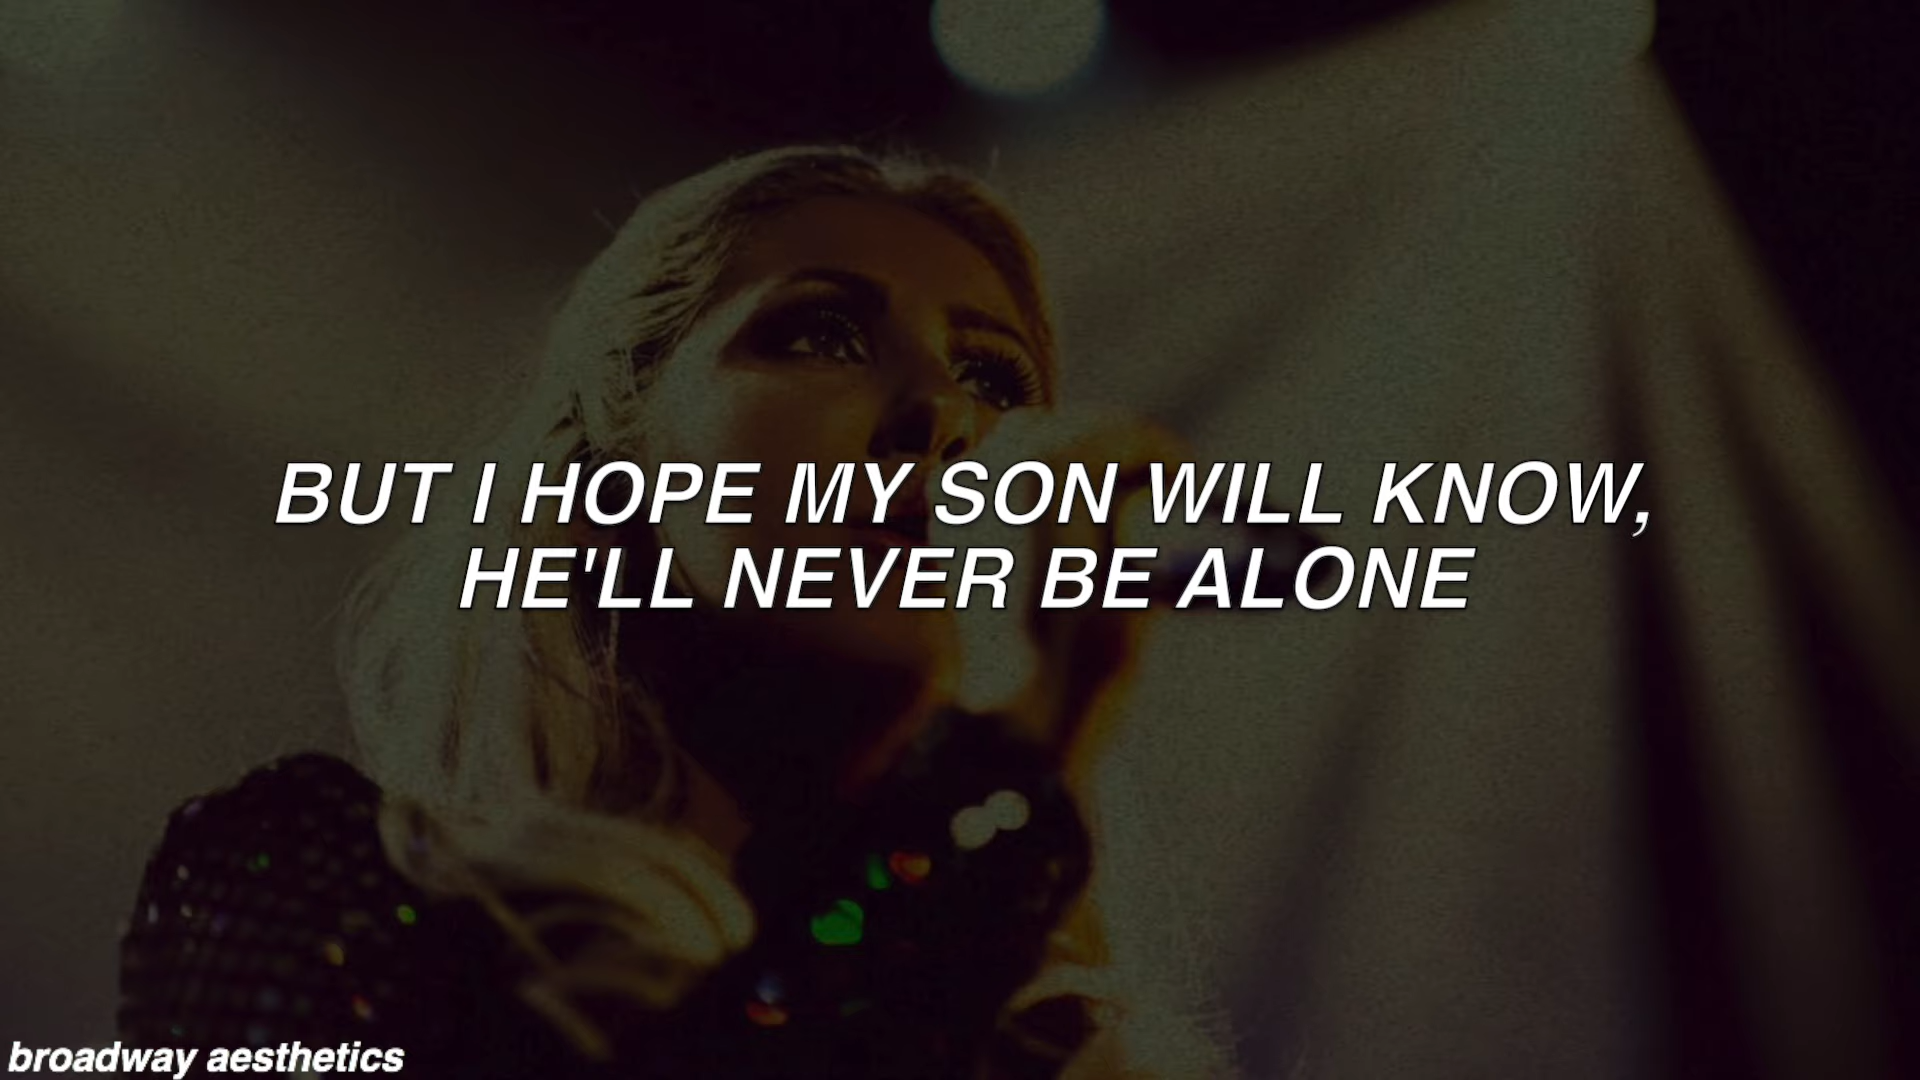 BUT I HOPE MY SON WILL KNOW,
HE'LL NEVER BE ALONE
broadway aesthetics